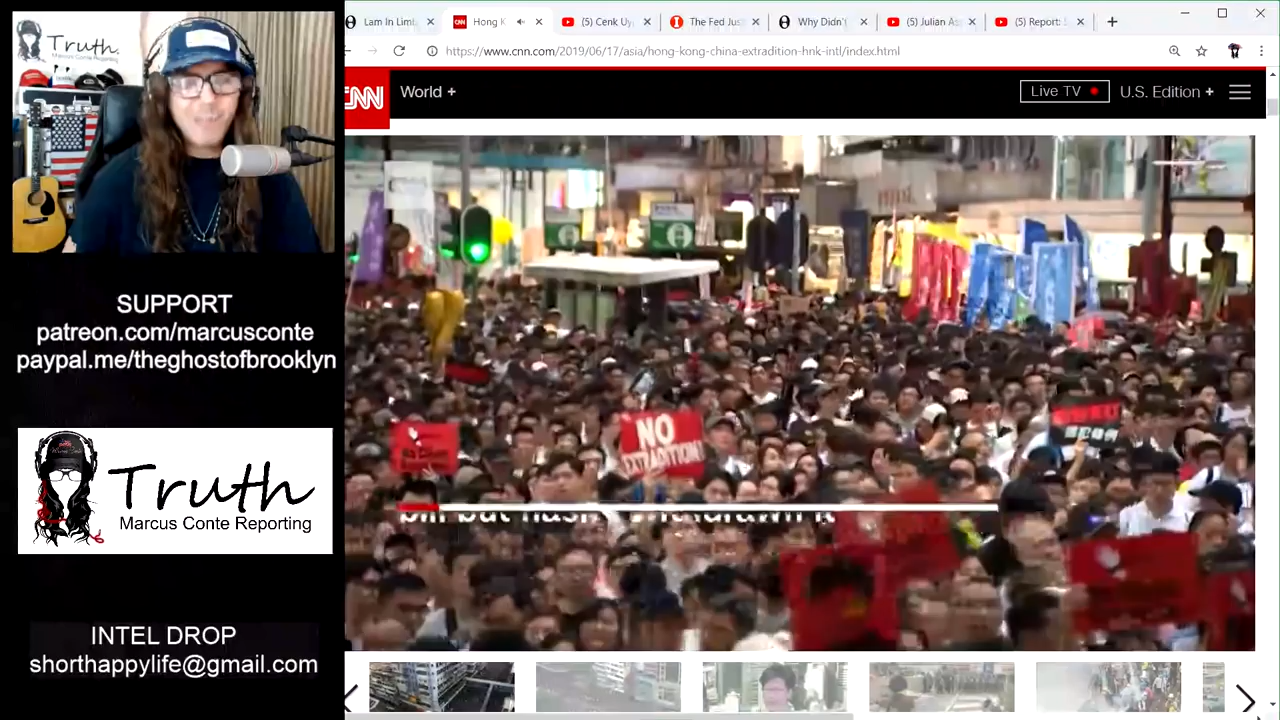 Truth.
Marcus Conte Reporting
SUPPORT
patreon.com/marcusconte
paypal.me/theghostofbrooklyn
Truth
Marcus Conte Reporting
INTEL DROP
shorthappylife@gmail.com
Lam In Limb
Hong K
(5) Cenk Uy
The Fed Jus
Why Didn'
(5) Julian As
(5) Report: S
https://www.cnn.com/2019/06/17/asia/hong-kong-china-extradition-hnk-intl/index.html
CNN
World +
Live TV
U.S. Edition +
NO
EXTRADITION!